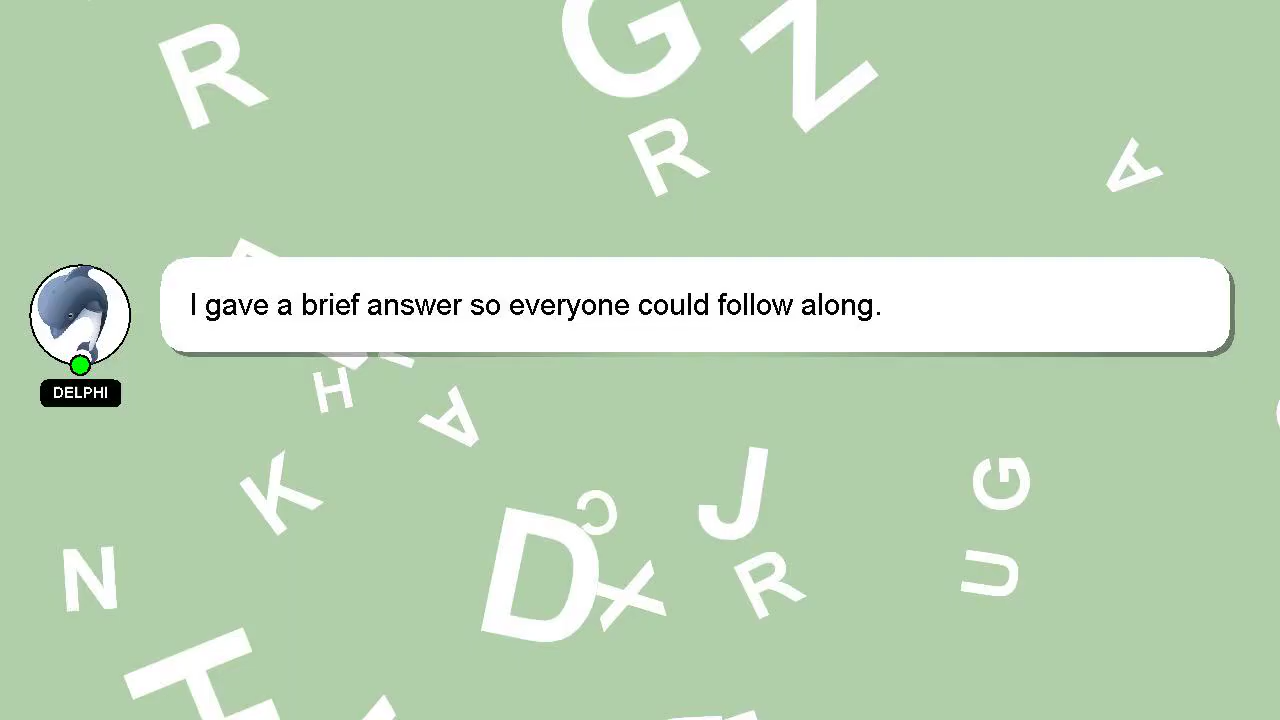 I gave a brief answer so everyone could follow along.
DELPHI
R
G
Z
R
A
H
A
K
D
C
J
G
N
X
R
U